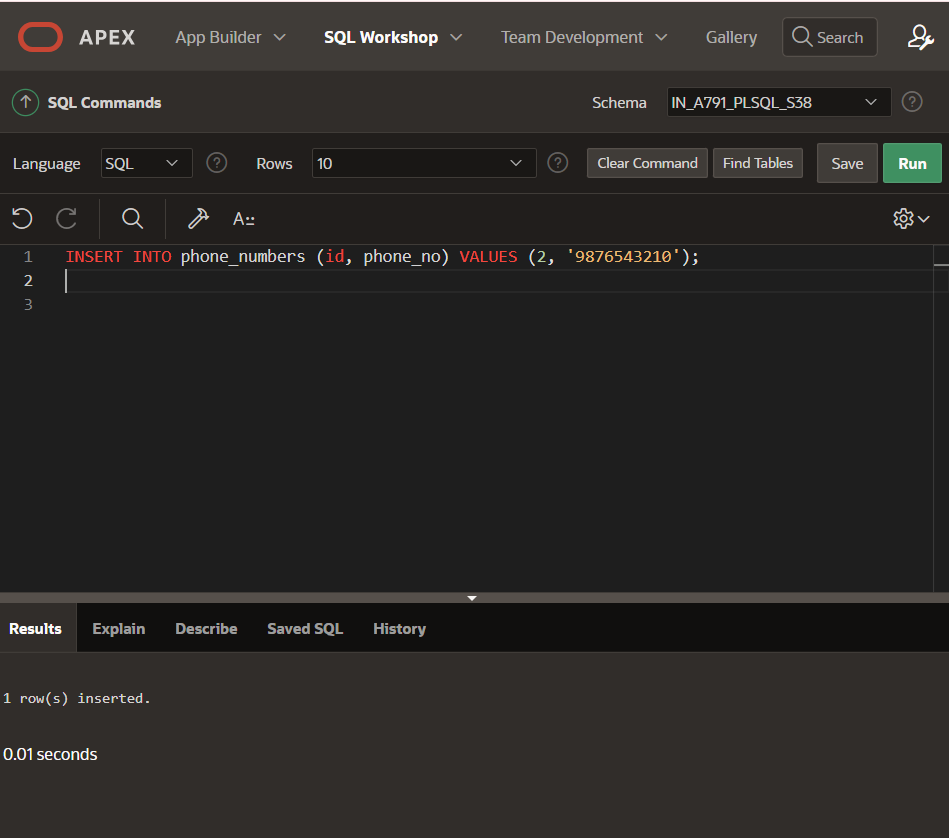 APEX App Builder SQL Workshop Team Development Gallery Search
SQL Commands Schema IN_A791_PLSQL_S38 ?
Language SQL ? Rows 10 ? Clear Command Find Tables Save Run
A::
1 INSERT INTO phone_numbers (id, phone_no) VALUES (2, '9876543210');
2
3
Results Explain Describe Saved SQL History
1 row(s) inserted.
0.01 seconds